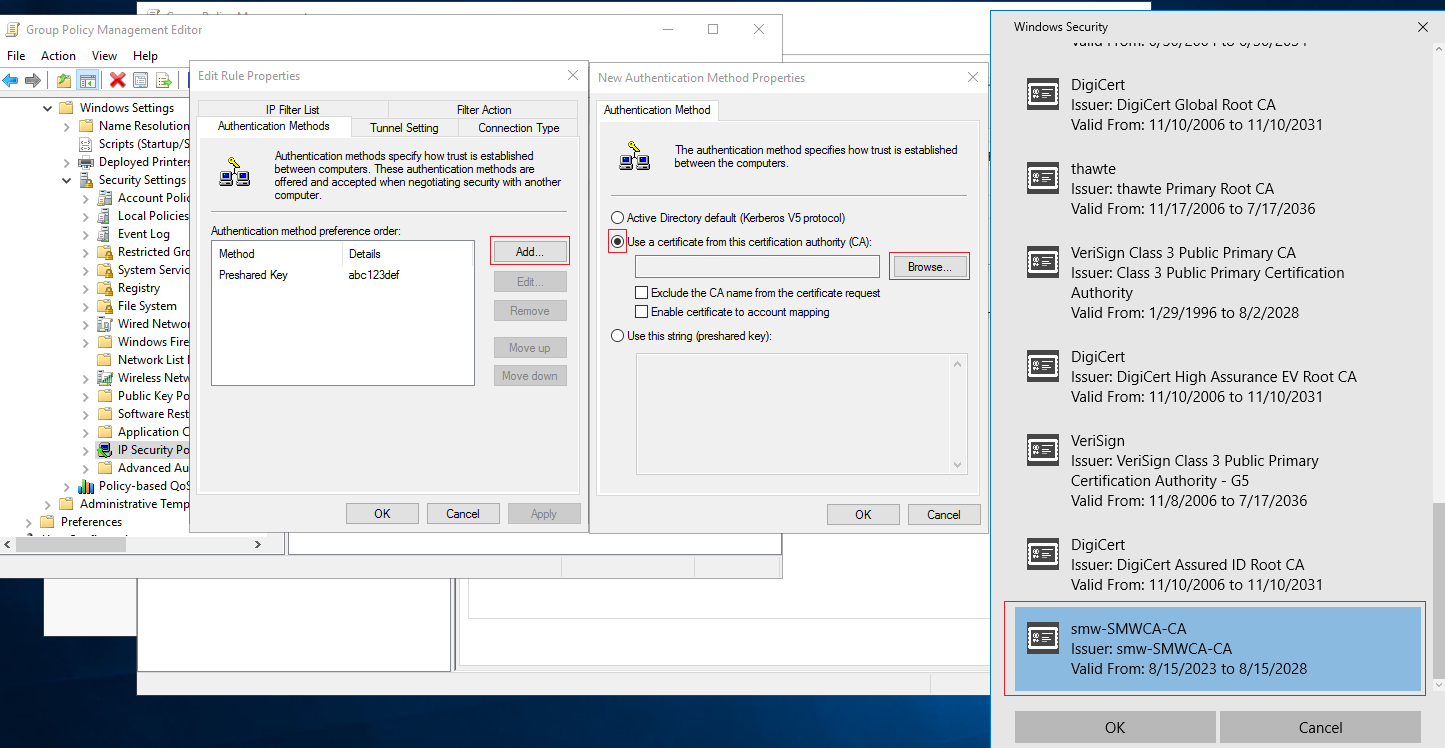 Group Policy Management Editor
File Action View Help
Windows Settings
Name Resolution
Scripts (Startup/S
Deployed Printers
Security Settings
Account Polic
Local Policies
Event Log
Restricted Gro
System Servic
Registry
File System
Wired Networ
Windows Fire
Network List
Wireless Netw
Public Key Po
Software Rest
Application C
IP Security Po
Advanced Au
Policy-based QoS
Administrative Temp
Preferences
Edit Rule Properties
IP Filter List
Filter Action
Authentication Methods
Tunnel Setting
Connection Type
Authentication methods specify how trust is established
between computers. These authentication methods are
offered and accepted when negotiating security with another
computer.
Authentication method preference order:
Method Details
Preshared Key abc123def
Add...
Edit...
Remove
Move up
Move down
OK
Cancel
Apply
New Authentication Method Properties
Authentication Method
The authentication method specifies how trust is established
between the computers.
Active Directory default (Kerberos V5 protocol)
Use a certificate from this certification authority (CA):
Browse...
Exclude the CA name from the certificate request
Enable certificate to account mapping
Use this string (preshared key):
OK
Cancel
Windows Security
DigiCert
Issuer: DigiCert Global Root CA
Valid From: 11/10/2006 to 11/10/2031
thawte
Issuer: thawte Primary Root CA
Valid From: 11/17/2006 to 7/17/2036
VeriSign Class 3 Public Primary CA
Issuer: Class 3 Public Primary Certification
Authority
Valid From: 1/29/1996 to 8/2/2028
DigiCert
Issuer: DigiCert High Assurance EV Root CA
Valid From: 11/10/2006 to 11/10/2031
VeriSign
Issuer: VeriSign Class 3 Public Primary
Certification Authority - G5
Valid From: 11/8/2006 to 7/17/2036
DigiCert
Issuer: DigiCert Assured ID Root CA
Valid From: 11/10/2006 to 11/10/2031
smw-SMWCA-CA
Issuer: smw-SMWCA-CA
Valid From: 8/15/2023 to 8/15/2028
OK
Cancel